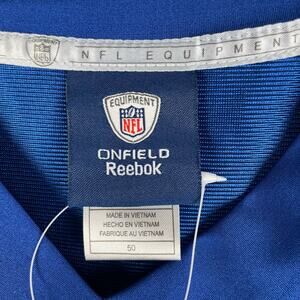 NFL EQUIPMENT
EQUIPMENT
NFL
ONFIELD
Reebok
MADE IN VIETNAM
HECHO EN VIETNAM
FABRIQUE AU VIETNAM
50